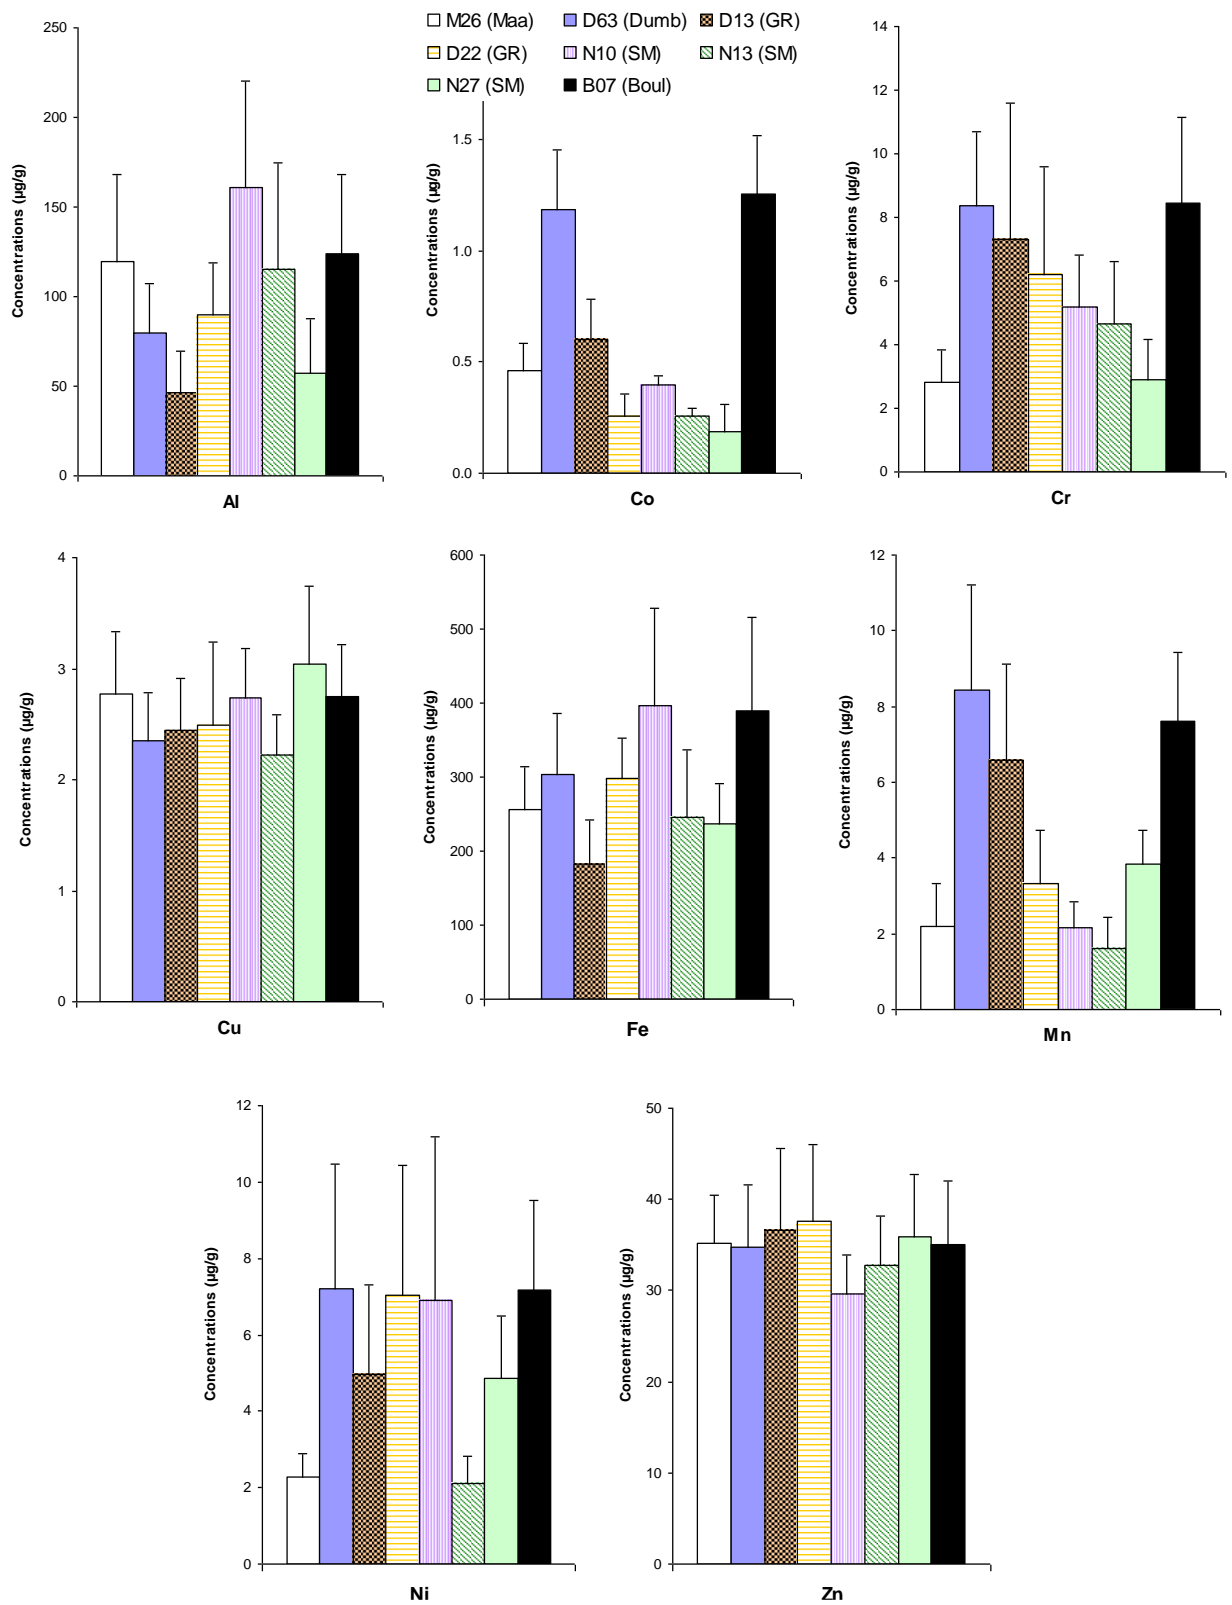 M26 (Maa) D63 (Dumb) D13 (GR)
D22 (GR) N10 (SM) N13 (SM)
N27 (SM) B07 (Boul)
250
200
150
100
50
0
Concentrations (µg/g)
Al
1.5
1.0
0.5
0.0
Concentrations (µg/g)
Co
14
12
10
8
6
4
2
0
Concentrations (µg/g)
Cr
4
3
2
1
0
Concentrations (µg/g)
Cu
600
500
400
300
200
100
0
Concentrations (µg/g)
Fe
12
10
8
6
4
2
0
Concentrations (µg/g)
Mn
12
10
8
6
4
2
0
Concentrations (µg/g)
Ni
50
40
30
20
10
0
Concentrations (µg/g)
Zn